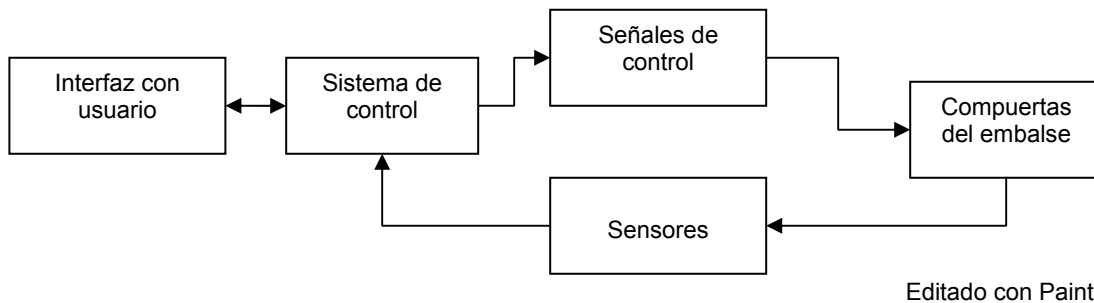 Interfaz con
usuario
Sistema de
control
Señales de
control
Compuertas
del embalse
Sensores
Editado con Paint